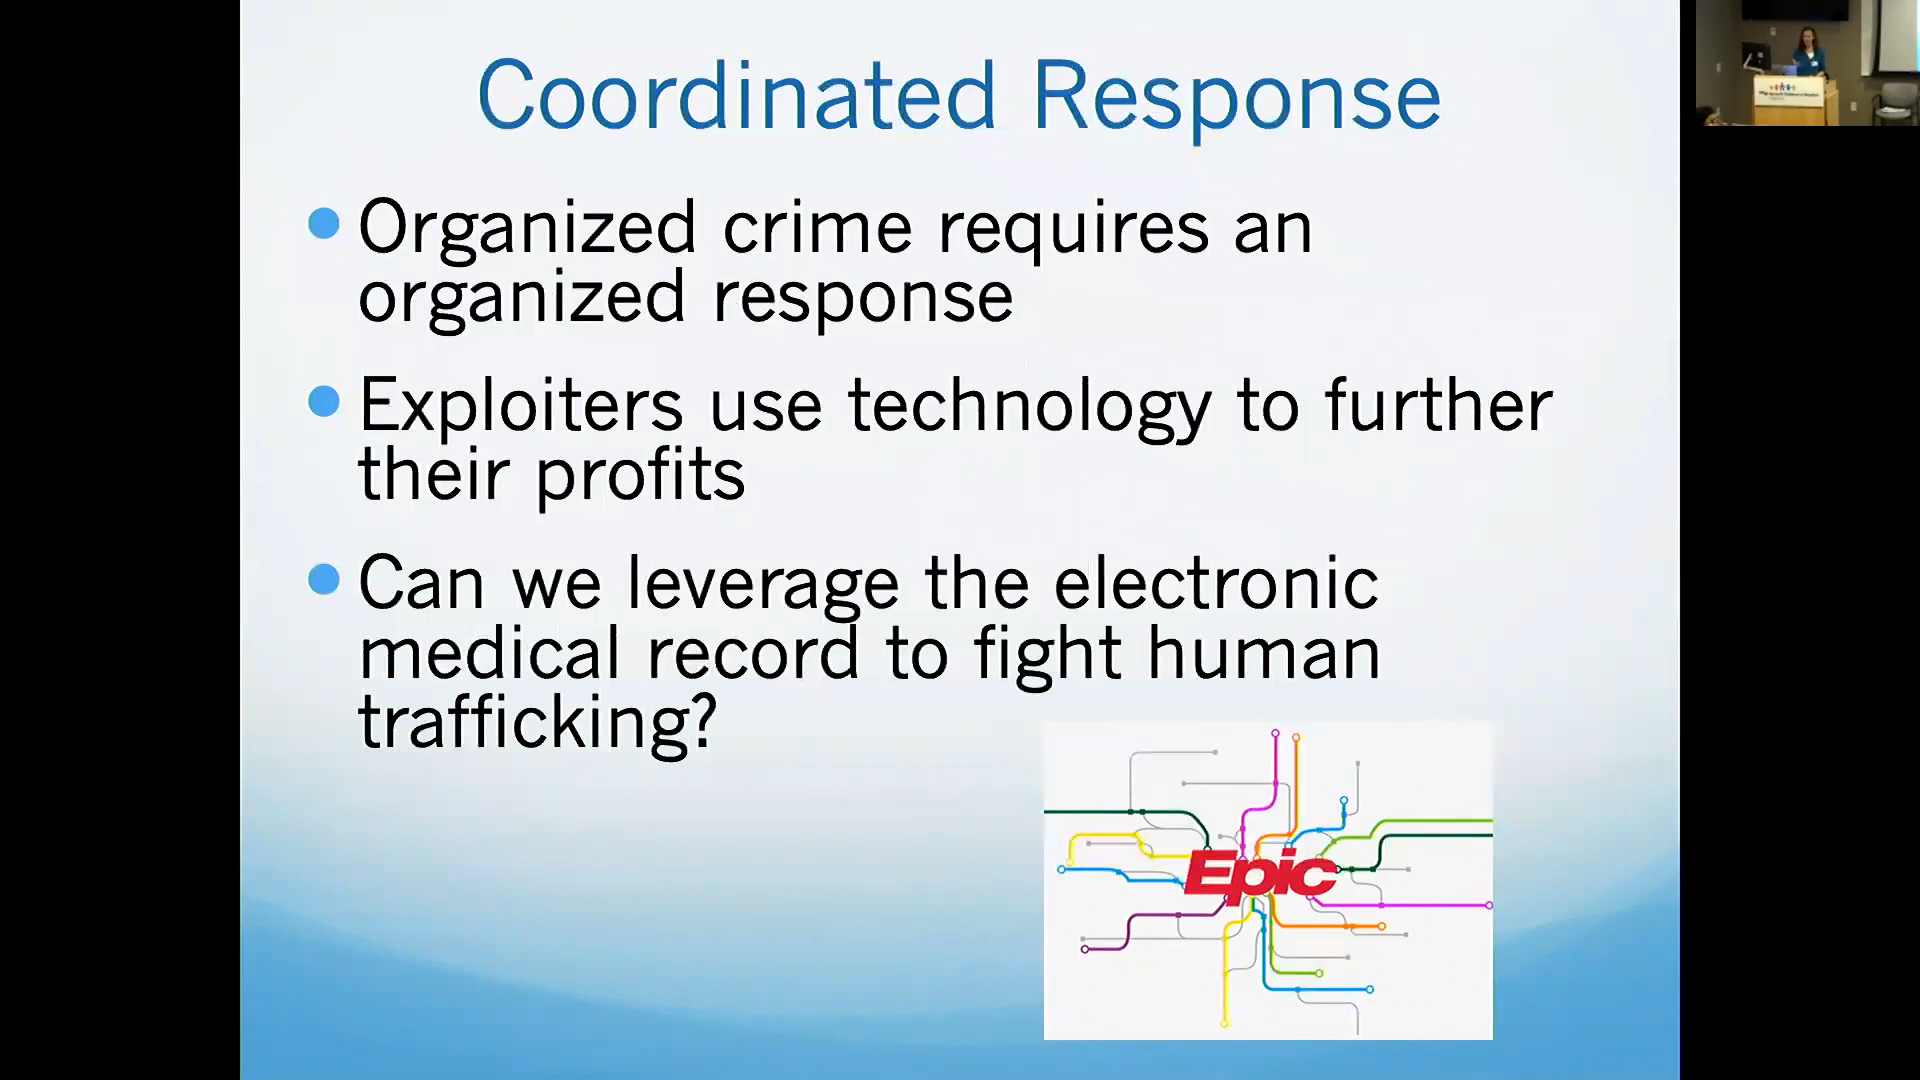 Coordinated Response
Organized crime requires an
organized response
Exploiters use technology to further
their profits
Can we leverage the electronic
medical record to fight human
trafficking?
Epic